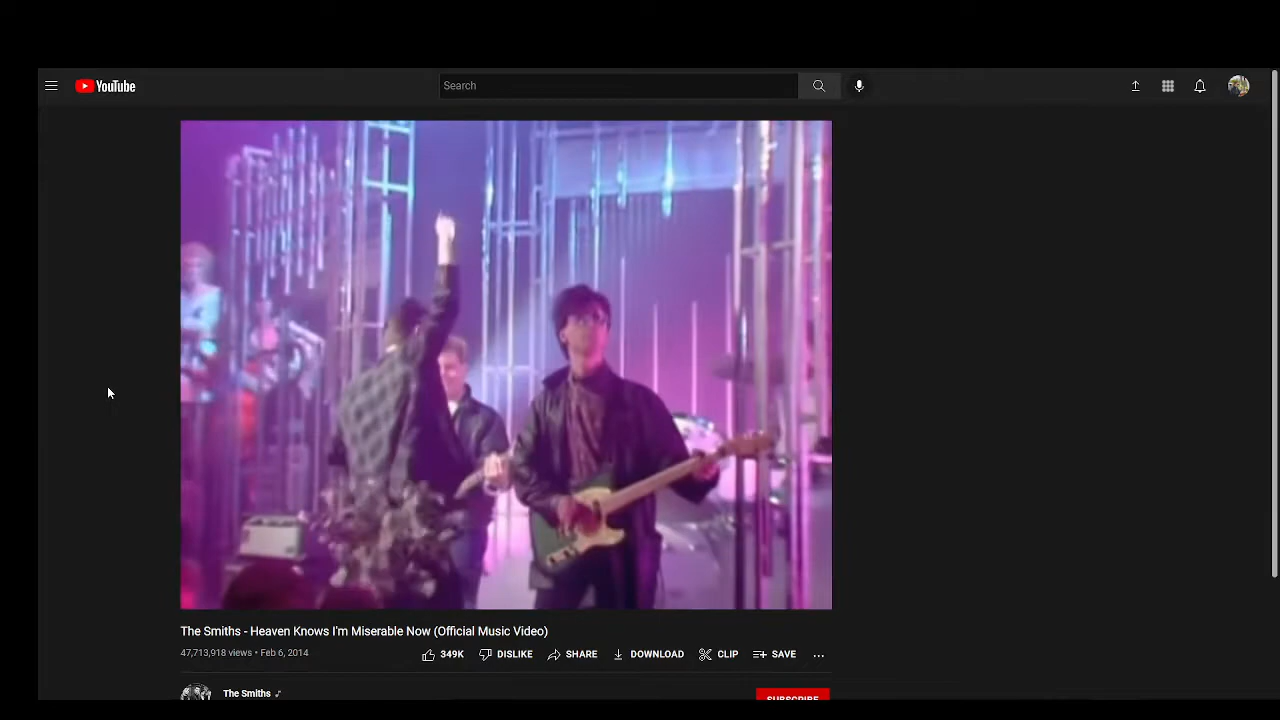 YouTube
Search
The Smiths - Heaven Knows I'm Miserable Now (Official Music Video)
47,713,918 views • Feb 6, 2014
349K DISLIKE SHARE DOWNLOAD CLIP SAVE ...
The Smiths
SUBSCRIBE